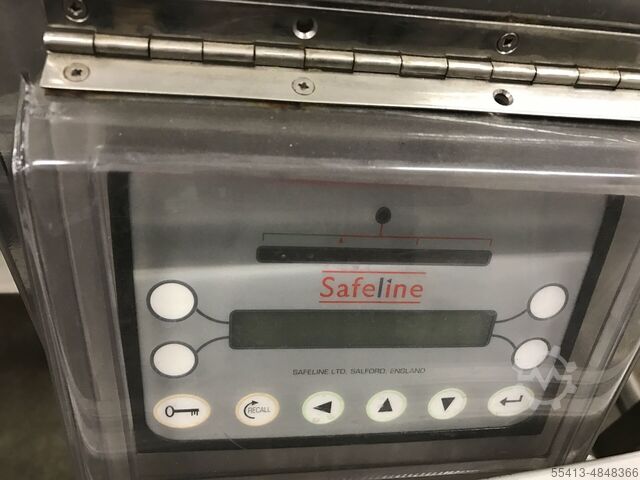 Safeline
SAFELINE LTD, SALFORD, ENGLAND
RECALL
55413-4848366